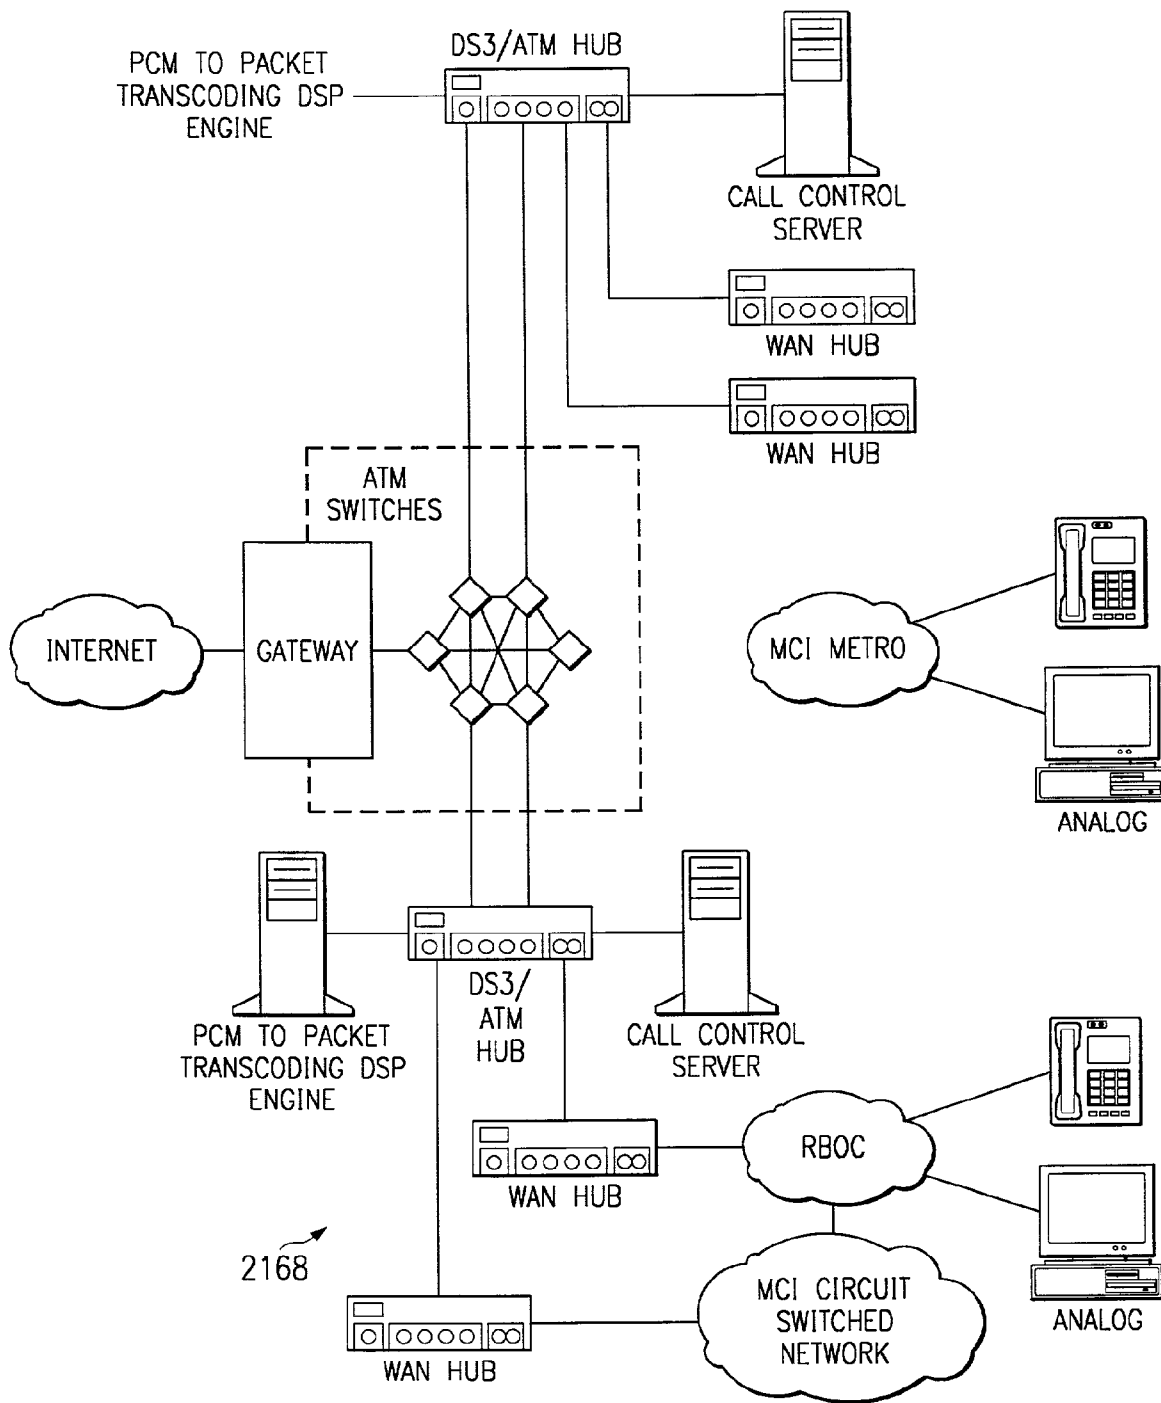 DS3/ATM HUB
PCM TO PACKET
TRANSCODING DSP
ENGINE
CALL CONTROL
SERVER
WAN HUB
WAN HUB
ATM
SWITCHES
INTERNET
GATEWAY
MCI METRO
ANALOG
DS3/
ATM
HUB
PCM TO PACKET
TRANSCODING DSP
ENGINE
CALL CONTROL
SERVER
RBOC
WAN HUB
2168
MCI CIRCUIT
SWITCHED
NETWORK
ANALOG
WAN HUB